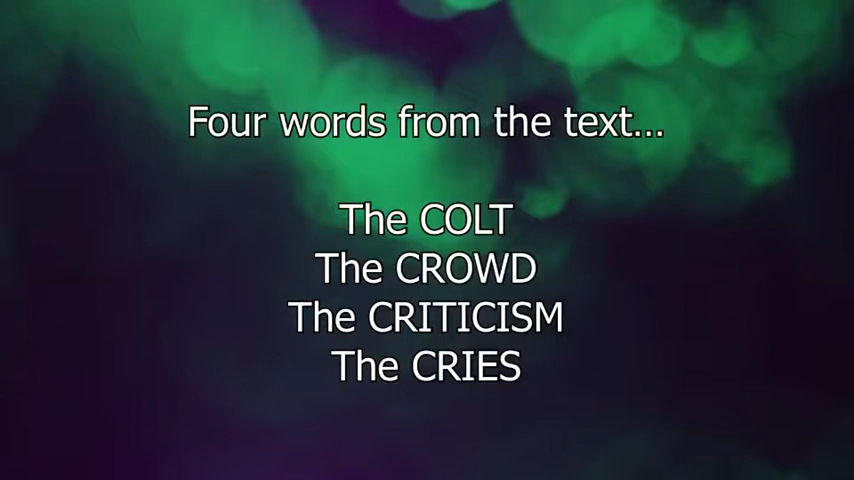 Four words from the text...
The COLT
The CROWD
The CRITICISM
The CRIES